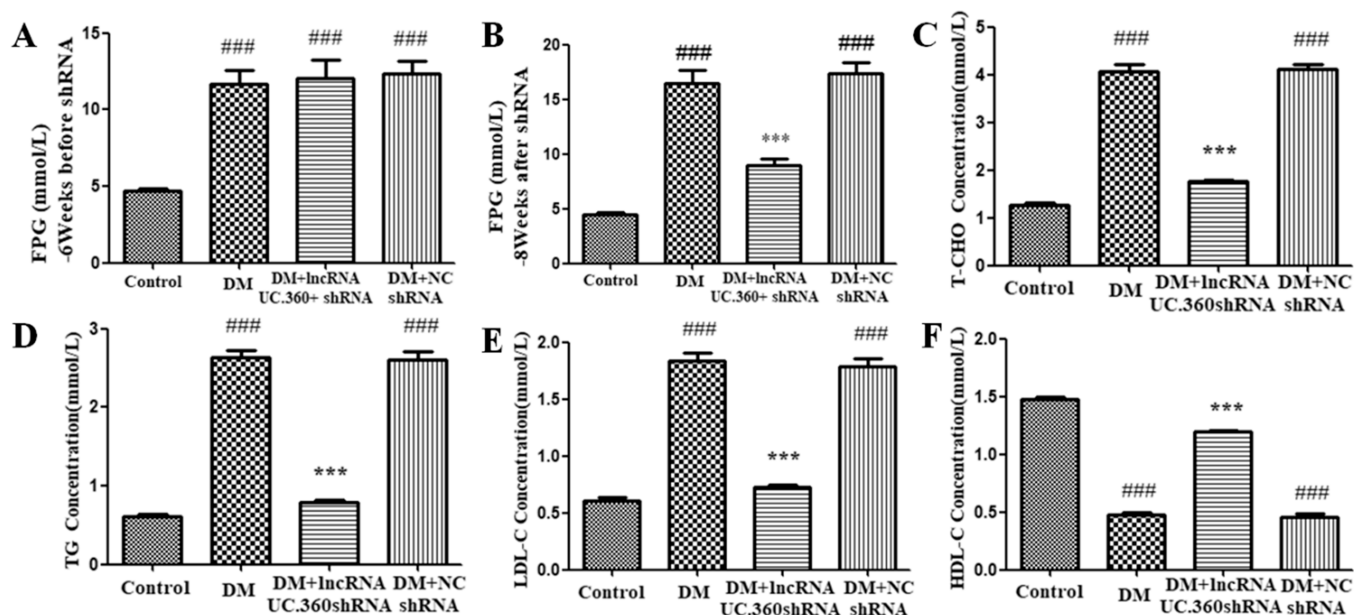 A
FPG (mmol/L)
-6Weeks before shRNA
15
10
5
0
###
###
###
Control
DM
DM+lncRNA
UC.360+ shRNA
DM+NC
shRNA
B
FPG (mmol/L)
-8Weeks after shRNA
20
15
10
5
0
###
***
###
Control
DM
DM+lncRNA
UC.360+ shRNA
DM+NC
shRNA
C
T-CHO Concentration(mmol/L)
5
4
3
2
1
0
###
***
###
Control
DM
DM+lncRNA
UC.360shRNA
DM+NC
shRNA
D
TG Concentration(mmol/L)
3
2
1
0
###
***
###
Control
DM
DM+lncRNA
UC.360shRNA
DM+NC
shRNA
E
LDL-C Concentration(mmol/L)
2.0
1.5
1.0
0.5
0.0
###
***
###
Control
DM
DM+lncRNA
UC.360shRNA
DM+NC
shRNA
F
HDL-C Concentration(mmol/L)
2.0
1.5
1.0
0.5
0.0
###
***
###
Control
DM
DM+lncRNA
UC.360shRNA
DM+NC
shRNA